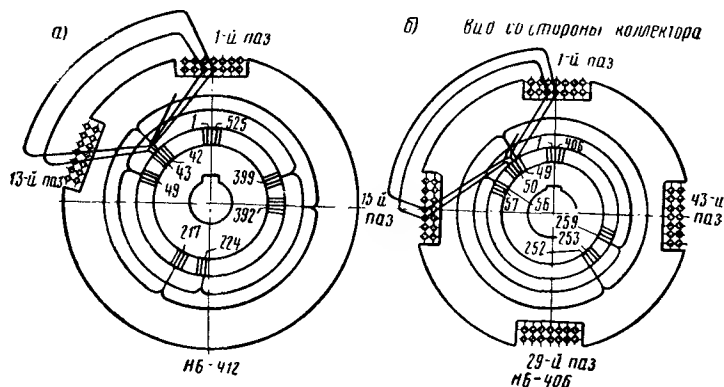 а)
1-й паз
1
525
42
43
49
399
392
13-й паз
217
224
НБ-412
б)
Вид со стороны коллектора
1-й паз
1
406
49
50
57
56
15-й паз
43-й паз
259
253
252
29-й паз
НБ-406